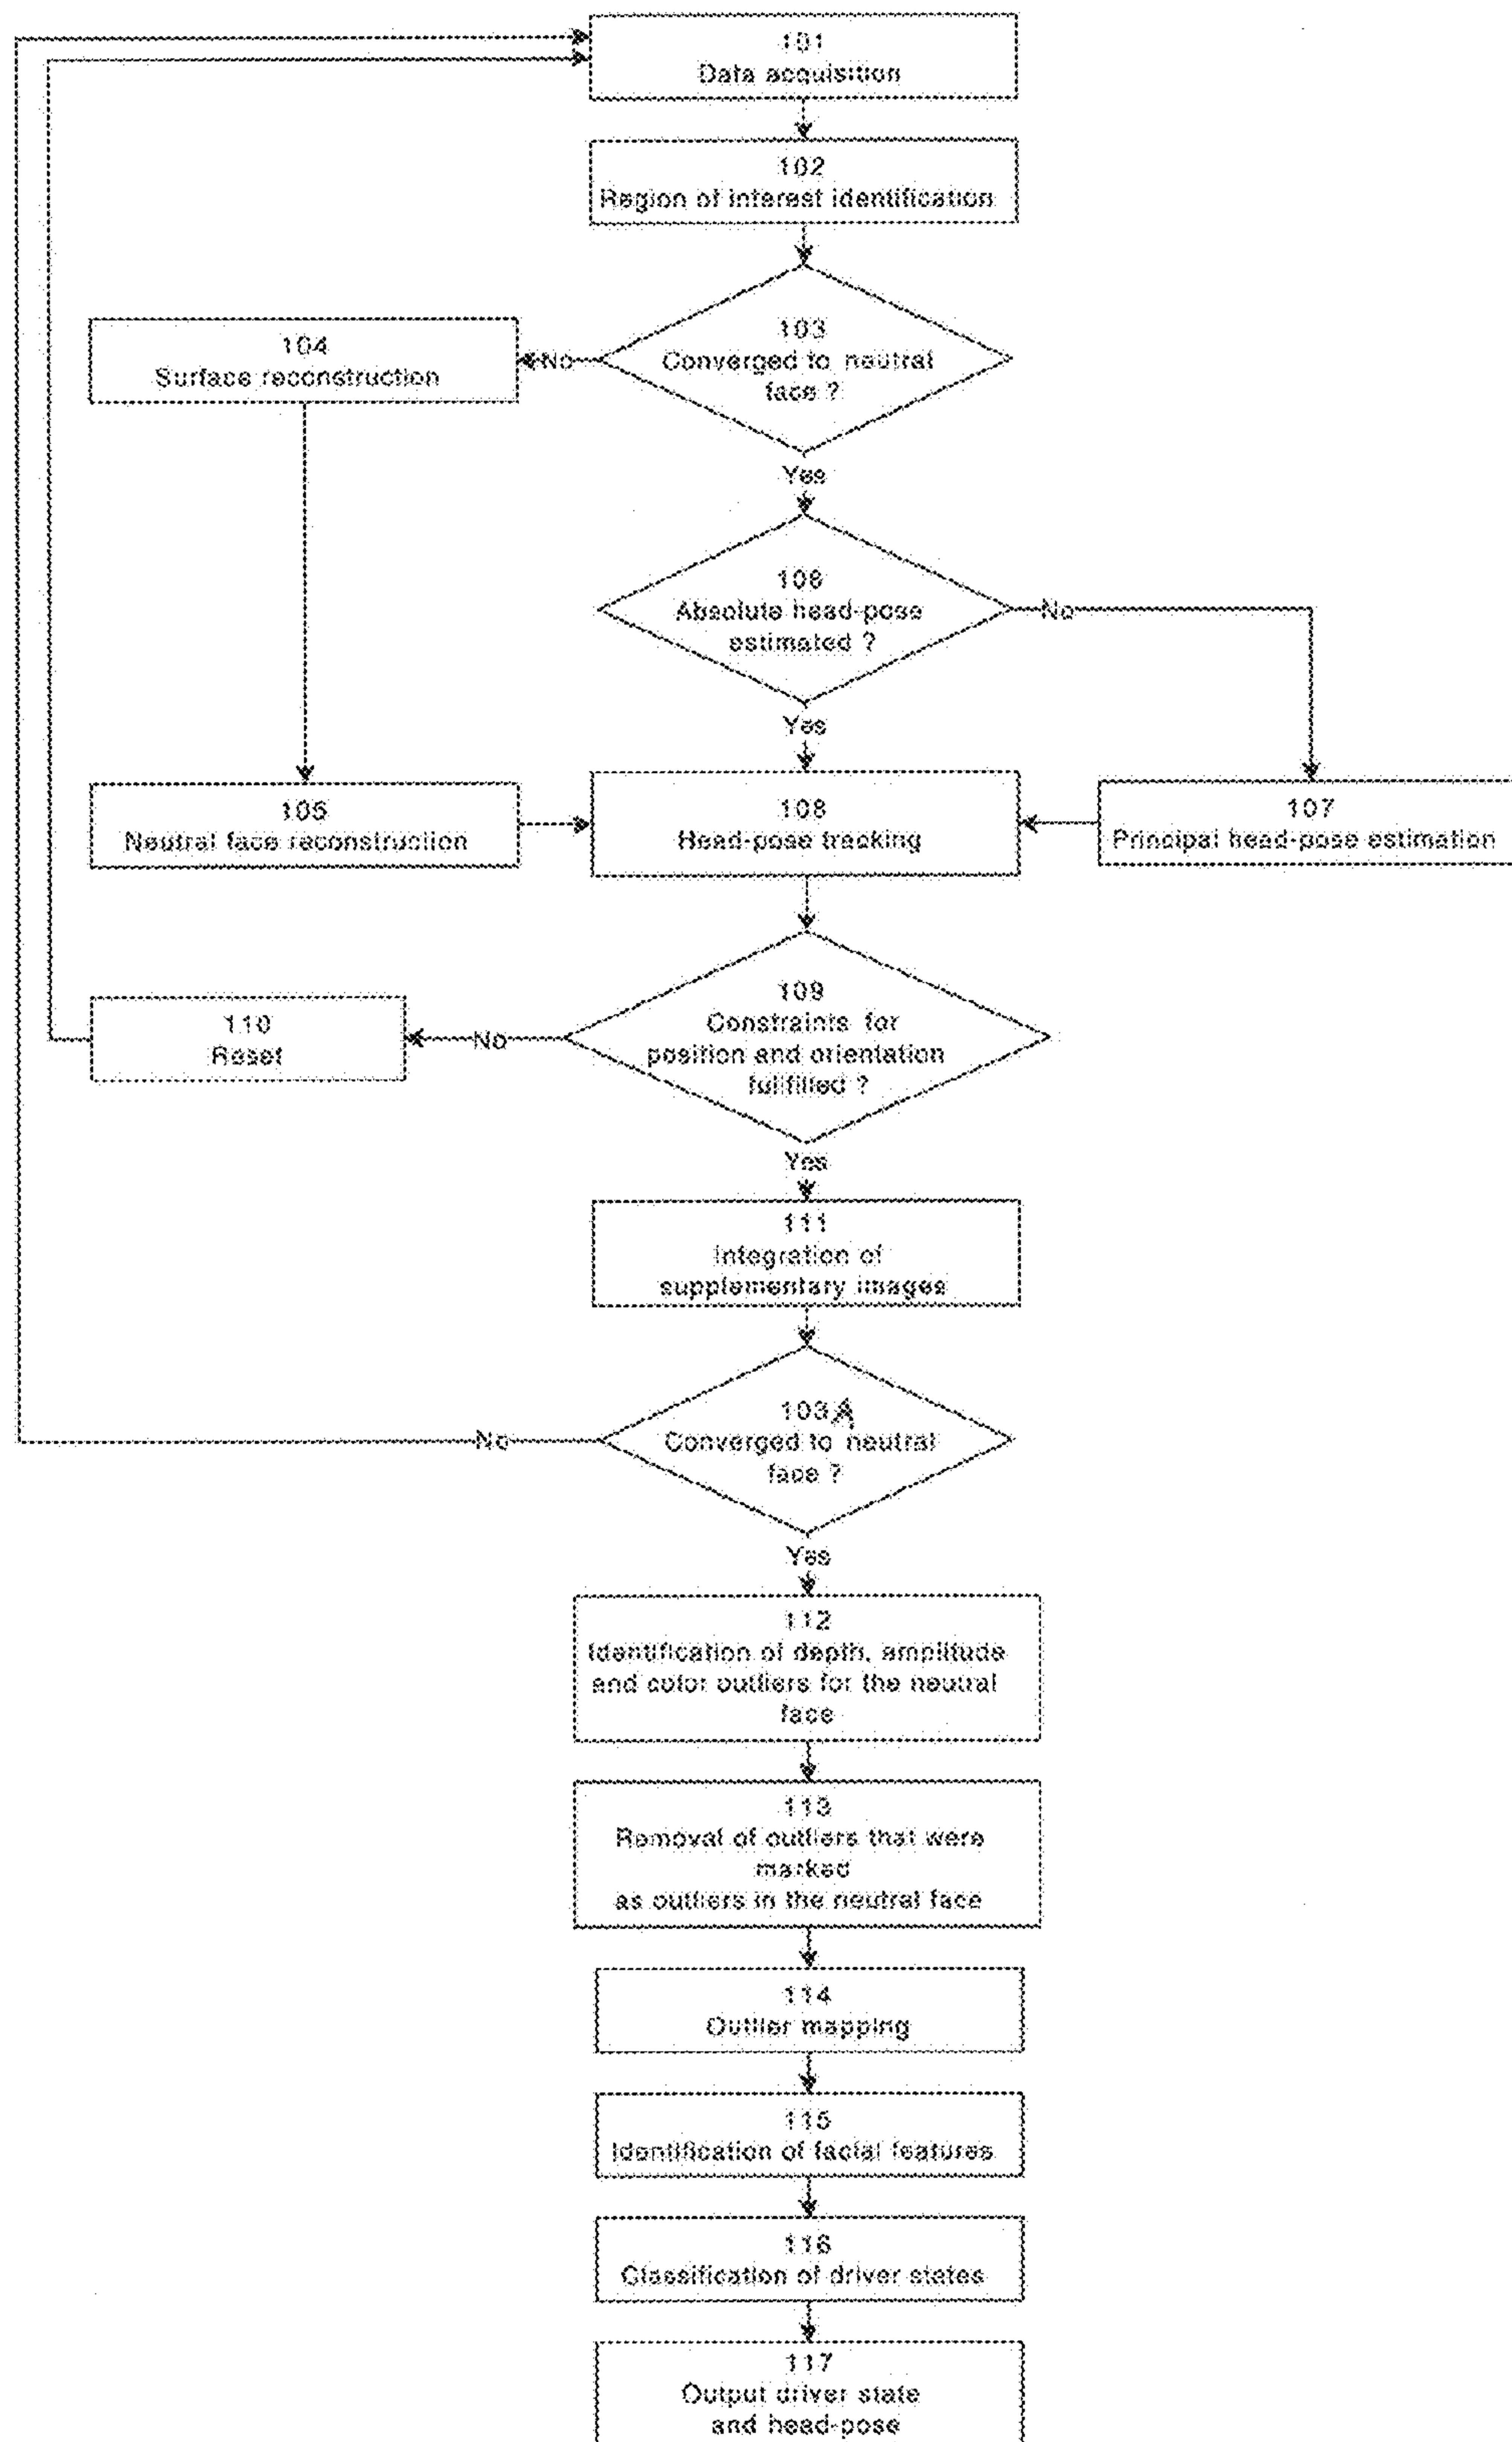 101
Data acquisition
102
Region of interest identification
103
Converged to neutral
face ?
No
104
Surface reconstruction
Yes
106
Absolute head-pose
estimated ?
No
Yes
105
Neutral face reconstruction
108
Head-pose tracking
107
Principal head-pose estimation
109
Constraints for
position and orientation
fulfilled ?
No
110
Reset
Yes
111
Integration of
supplementary images
103A
Converged to neutral
face ?
No
Yes
112
Identification of depth, amplitude
and color outliers for the neutral
face
113
Removal of outliers that were
marked
as outliers in the neutral face
114
Outlier mapping
115
Identification of facial features
116
Classification of driver states
117
Output driver state
and head-pose